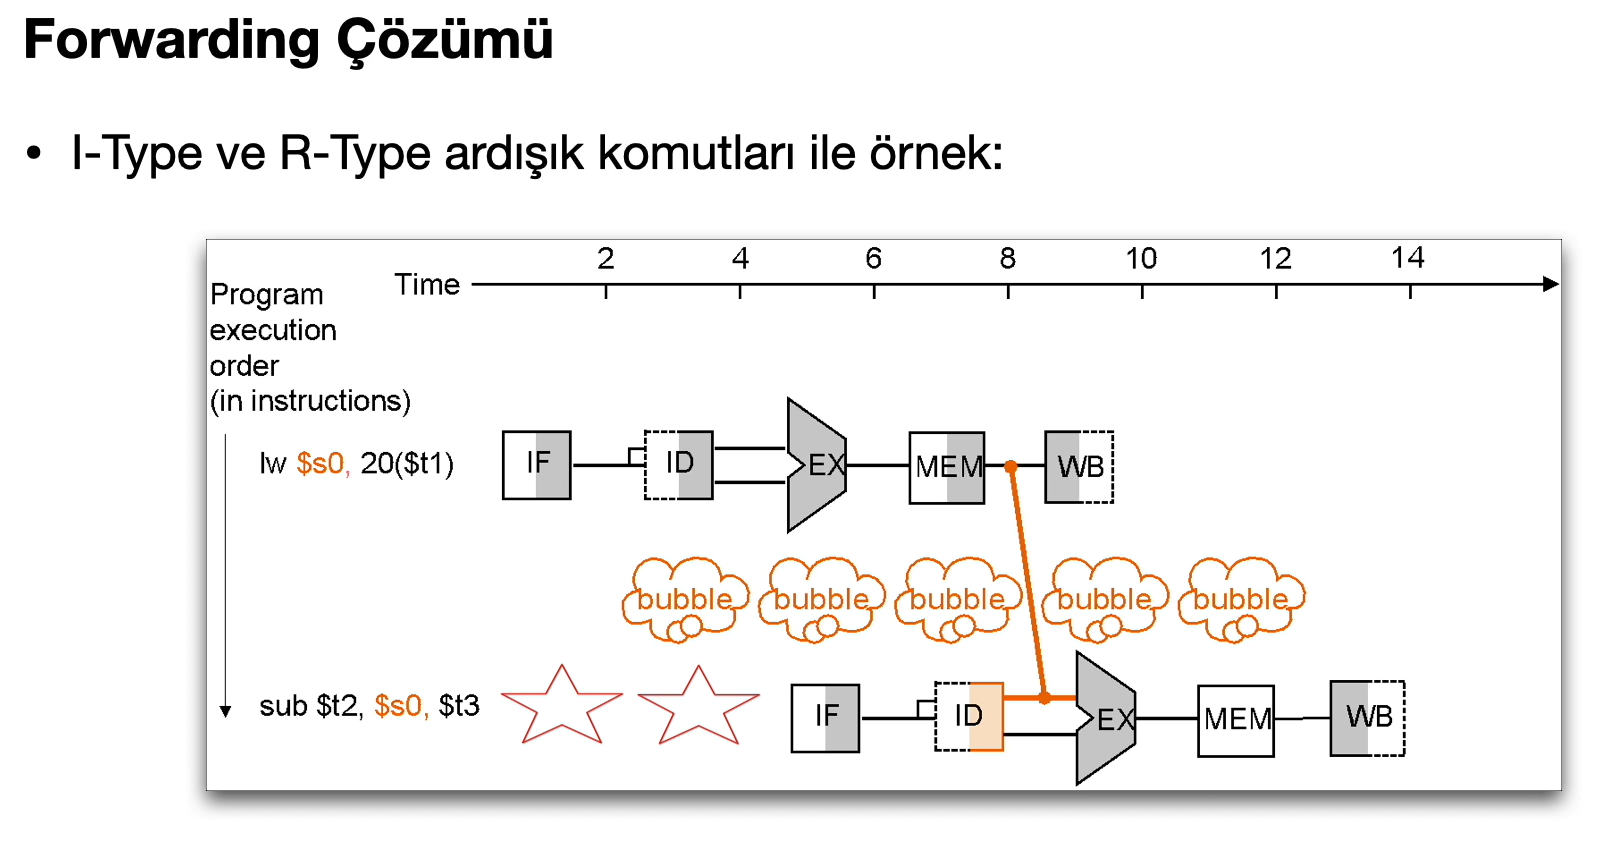 Forwarding Çözümü
• I-Type ve R-Type ardışık komutları ile örnek:
2 4 6 8 10 12 14
Time
Program
execution
order
(in instructions)
lw $s0, 20($t1)
IF ID EX MEM WB
bubble bubble bubble bubble bubble
sub $t2, $s0, $t3
IF ID EX MEM WB